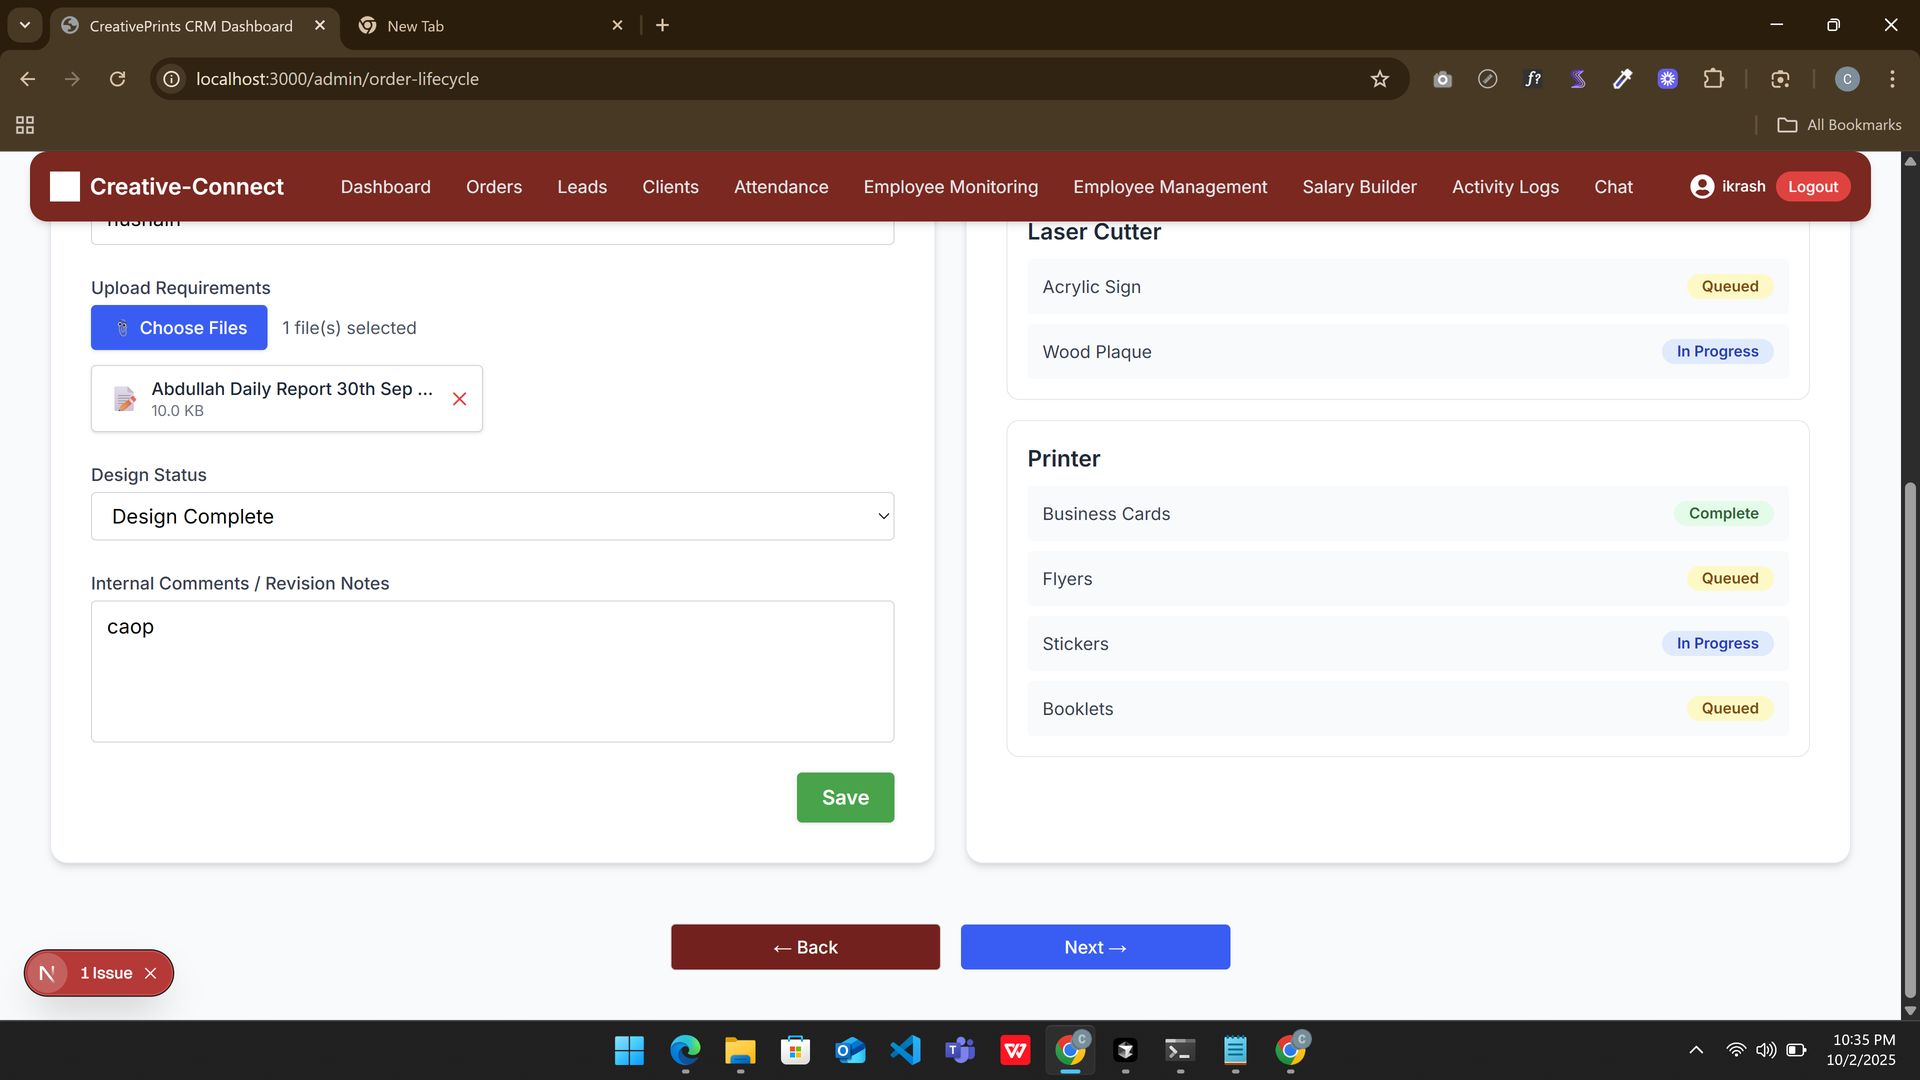 CreativePrints CRM Dashboard
New Tab
localhost:3000/admin/order-lifecycle
f?
C
All Bookmarks
Creative-Connect
Dashboard
Orders
Leads
Clients
Attendance
Employee Monitoring
Employee Management
Salary Builder
Activity Logs
Chat
ikrash
Logout
Upload Requirements
Choose Files
1 file(s) selected
Abdullah Daily Report 30th Sep ...
10.0 KB
Design Status
Design Complete
Internal Comments / Revision Notes
caop
Save
Laser Cutter
Acrylic Sign
Queued
Wood Plaque
In Progress
Printer
Business Cards
Complete
Flyers
Queued
Stickers
In Progress
Booklets
Queued
← Back
Next →
N
1 Issue
10:35 PM
10/2/2025